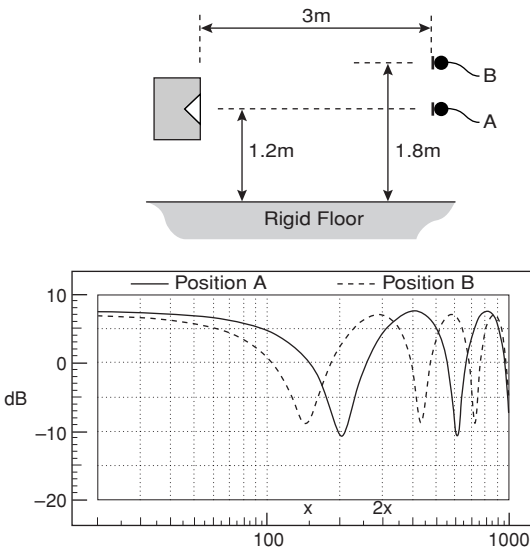 3m
B
A
1.2m
1.8m
Rigid Floor
Position A
Position B
10
0
dB
−10
−20
x
2x
100
1000